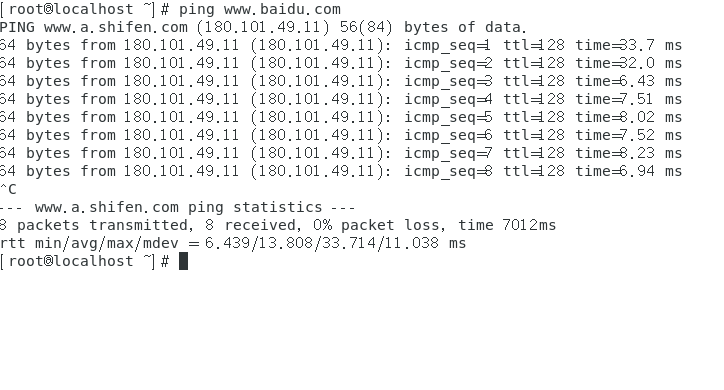 [root@localhost ~]# ping www.baidu.com
PING www.a.shifen.com (180.101.49.11) 56(84) bytes of data.
64 bytes from 180.101.49.11 (180.101.49.11): icmp_seq=1 ttl=128 time=33.7 ms
64 bytes from 180.101.49.11 (180.101.49.11): icmp_seq=2 ttl=128 time=32.0 ms
64 bytes from 180.101.49.11 (180.101.49.11): icmp_seq=3 ttl=128 time=6.43 ms
64 bytes from 180.101.49.11 (180.101.49.11): icmp_seq=4 ttl=128 time=7.51 ms
64 bytes from 180.101.49.11 (180.101.49.11): icmp_seq=5 ttl=128 time=8.02 ms
64 bytes from 180.101.49.11 (180.101.49.11): icmp_seq=6 ttl=128 time=7.52 ms
64 bytes from 180.101.49.11 (180.101.49.11): icmp_seq=7 ttl=128 time=8.23 ms
64 bytes from 180.101.49.11 (180.101.49.11): icmp_seq=8 ttl=128 time=6.94 ms
^C
--- www.a.shifen.com ping statistics ---
8 packets transmitted, 8 received, 0% packet loss, time 7012ms
rtt min/avg/max/mdev = 6.439/13.808/33.714/11.038 ms
[root@localhost ~]#